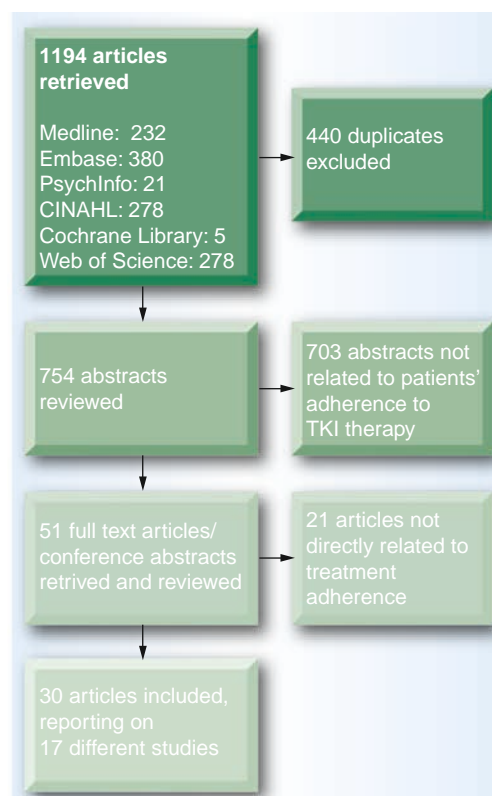 1194 articles
retrieved
Medline: 232
Embase: 380
PsychInfo: 21
CINAHL: 278
Cochrane Library: 5
Web of Science: 278
440 duplicates
excluded
754 abstracts
reviewed
703 abstracts not
related to patients'
adherence to
TKI therapy
51 full text articles/
conference abstracts
retrived and reviewed
21 articles not
directly related to
treatment
adherence
30 articles included,
reporting on
17 different studies